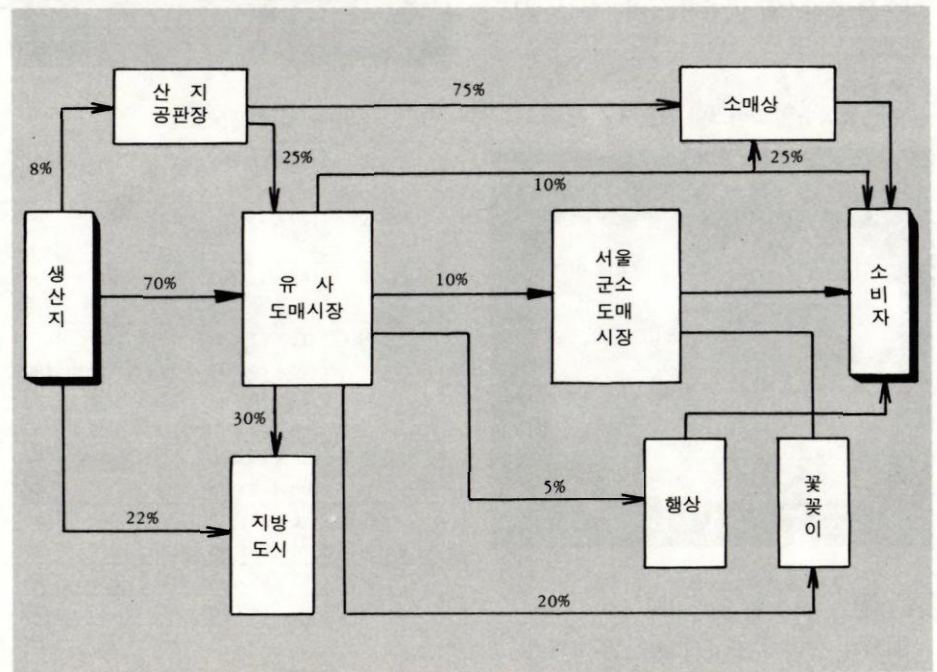 산 지
공판장
75%
소매상
8%
25%
25%
10%
생
산
지
70%
유 사
도매시장
10%
서울
군소
도매
시장
소
비
자
30%
지방
도시
22%
5%
행상
꽃
꽂
이
20%